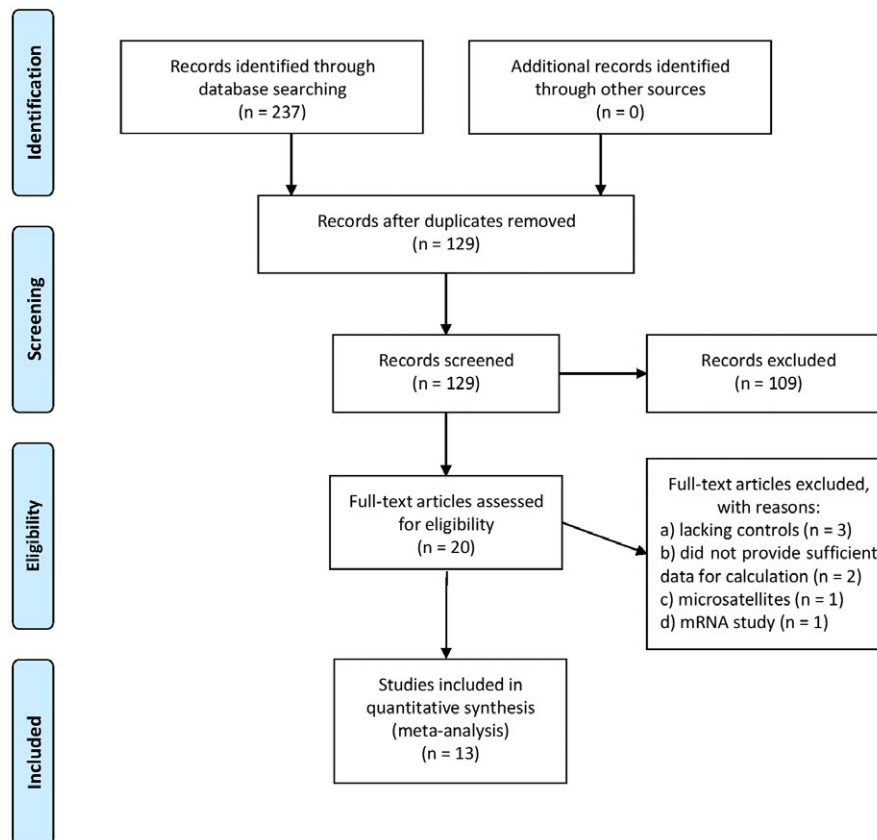 Identification
Records identified through
database searching
(n = 237)
Additional records identified
through other sources
(n = 0)
Records after duplicates removed
(n = 129)
Screening
Records screened
(n = 129)
Records excluded
(n = 109)
Eligibility
Full-text articles assessed
for eligibility
(n = 20)
Full-text articles excluded,
with reasons:
a) lacking controls (n = 3)
b) did not provide sufficient
data for calculation (n = 2)
c) microsatellites (n = 1)
d) mRNA study (n = 1)
Included
Studies included in
quantitative synthesis
(meta-analysis)
(n = 13)